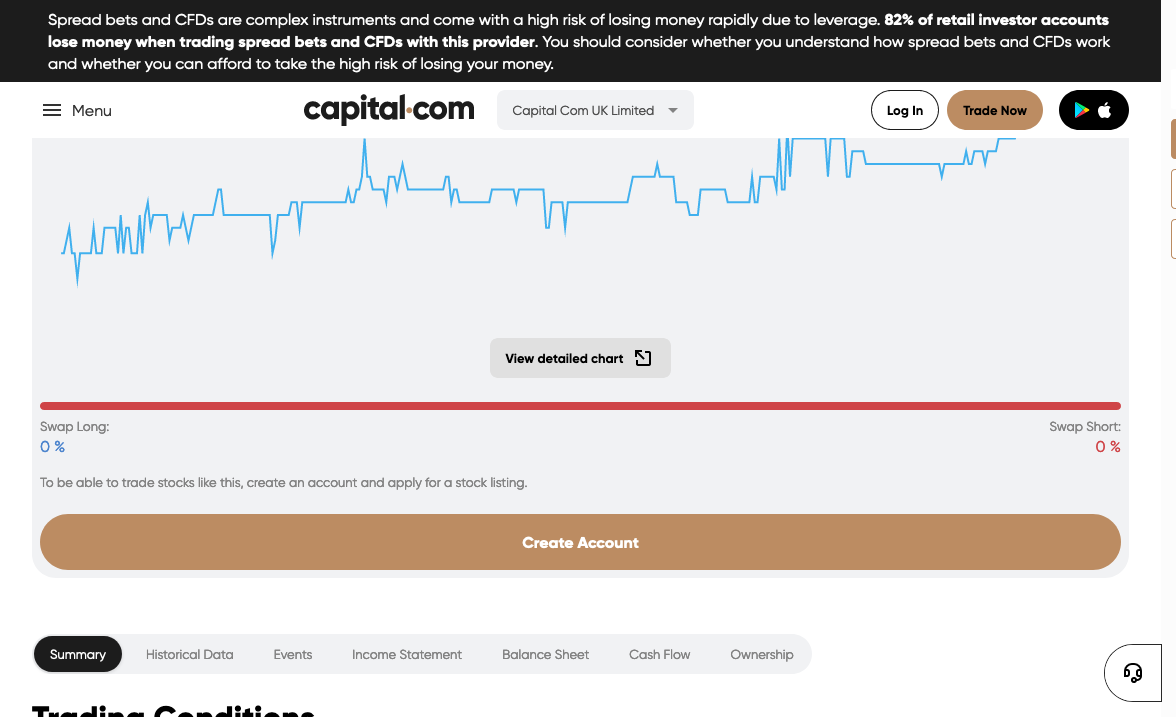 Spread bets and CFDs are complex instruments and come with a high risk of losing money rapidly due to leverage. 82% of retail investor accounts
lose money when trading spread bets and CFDs with this provider. You should consider whether you understand how spread bets and CFDs work
and whether you can afford to take the high risk of losing your money.
Menu
capital.com
Capital Com UK Limited
Log In
Trade Now
View detailed chart
Swap Long:
Swap Short:
0 %
0 %
To be able to trade stocks like this, create an account and apply for a stock listing.
Create Account
Summary
Historical Data
Events
Income Statement
Balance Sheet
Cash Flow
Ownership
Trading Conditions